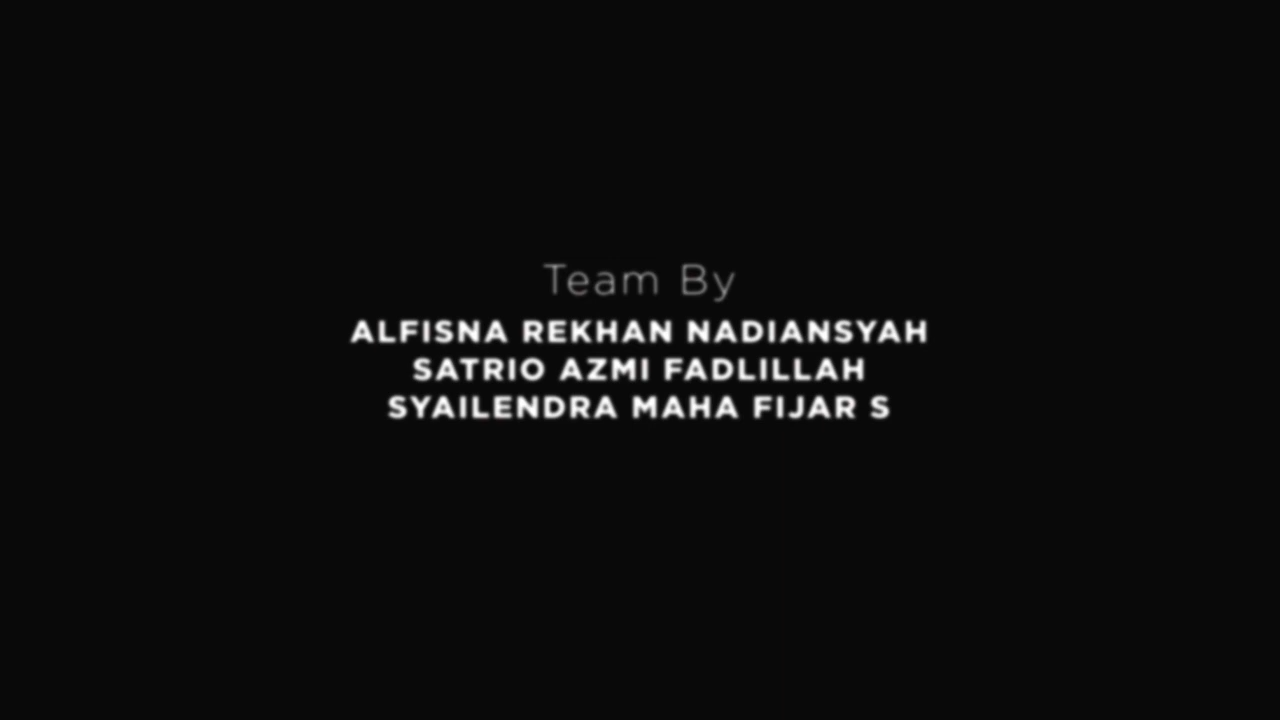 Team By
ALFISNA REKHAN NADIANSYAH
SATRIO AZMI FADLILLAH
SYAILENDRA MAHA FIJAR S